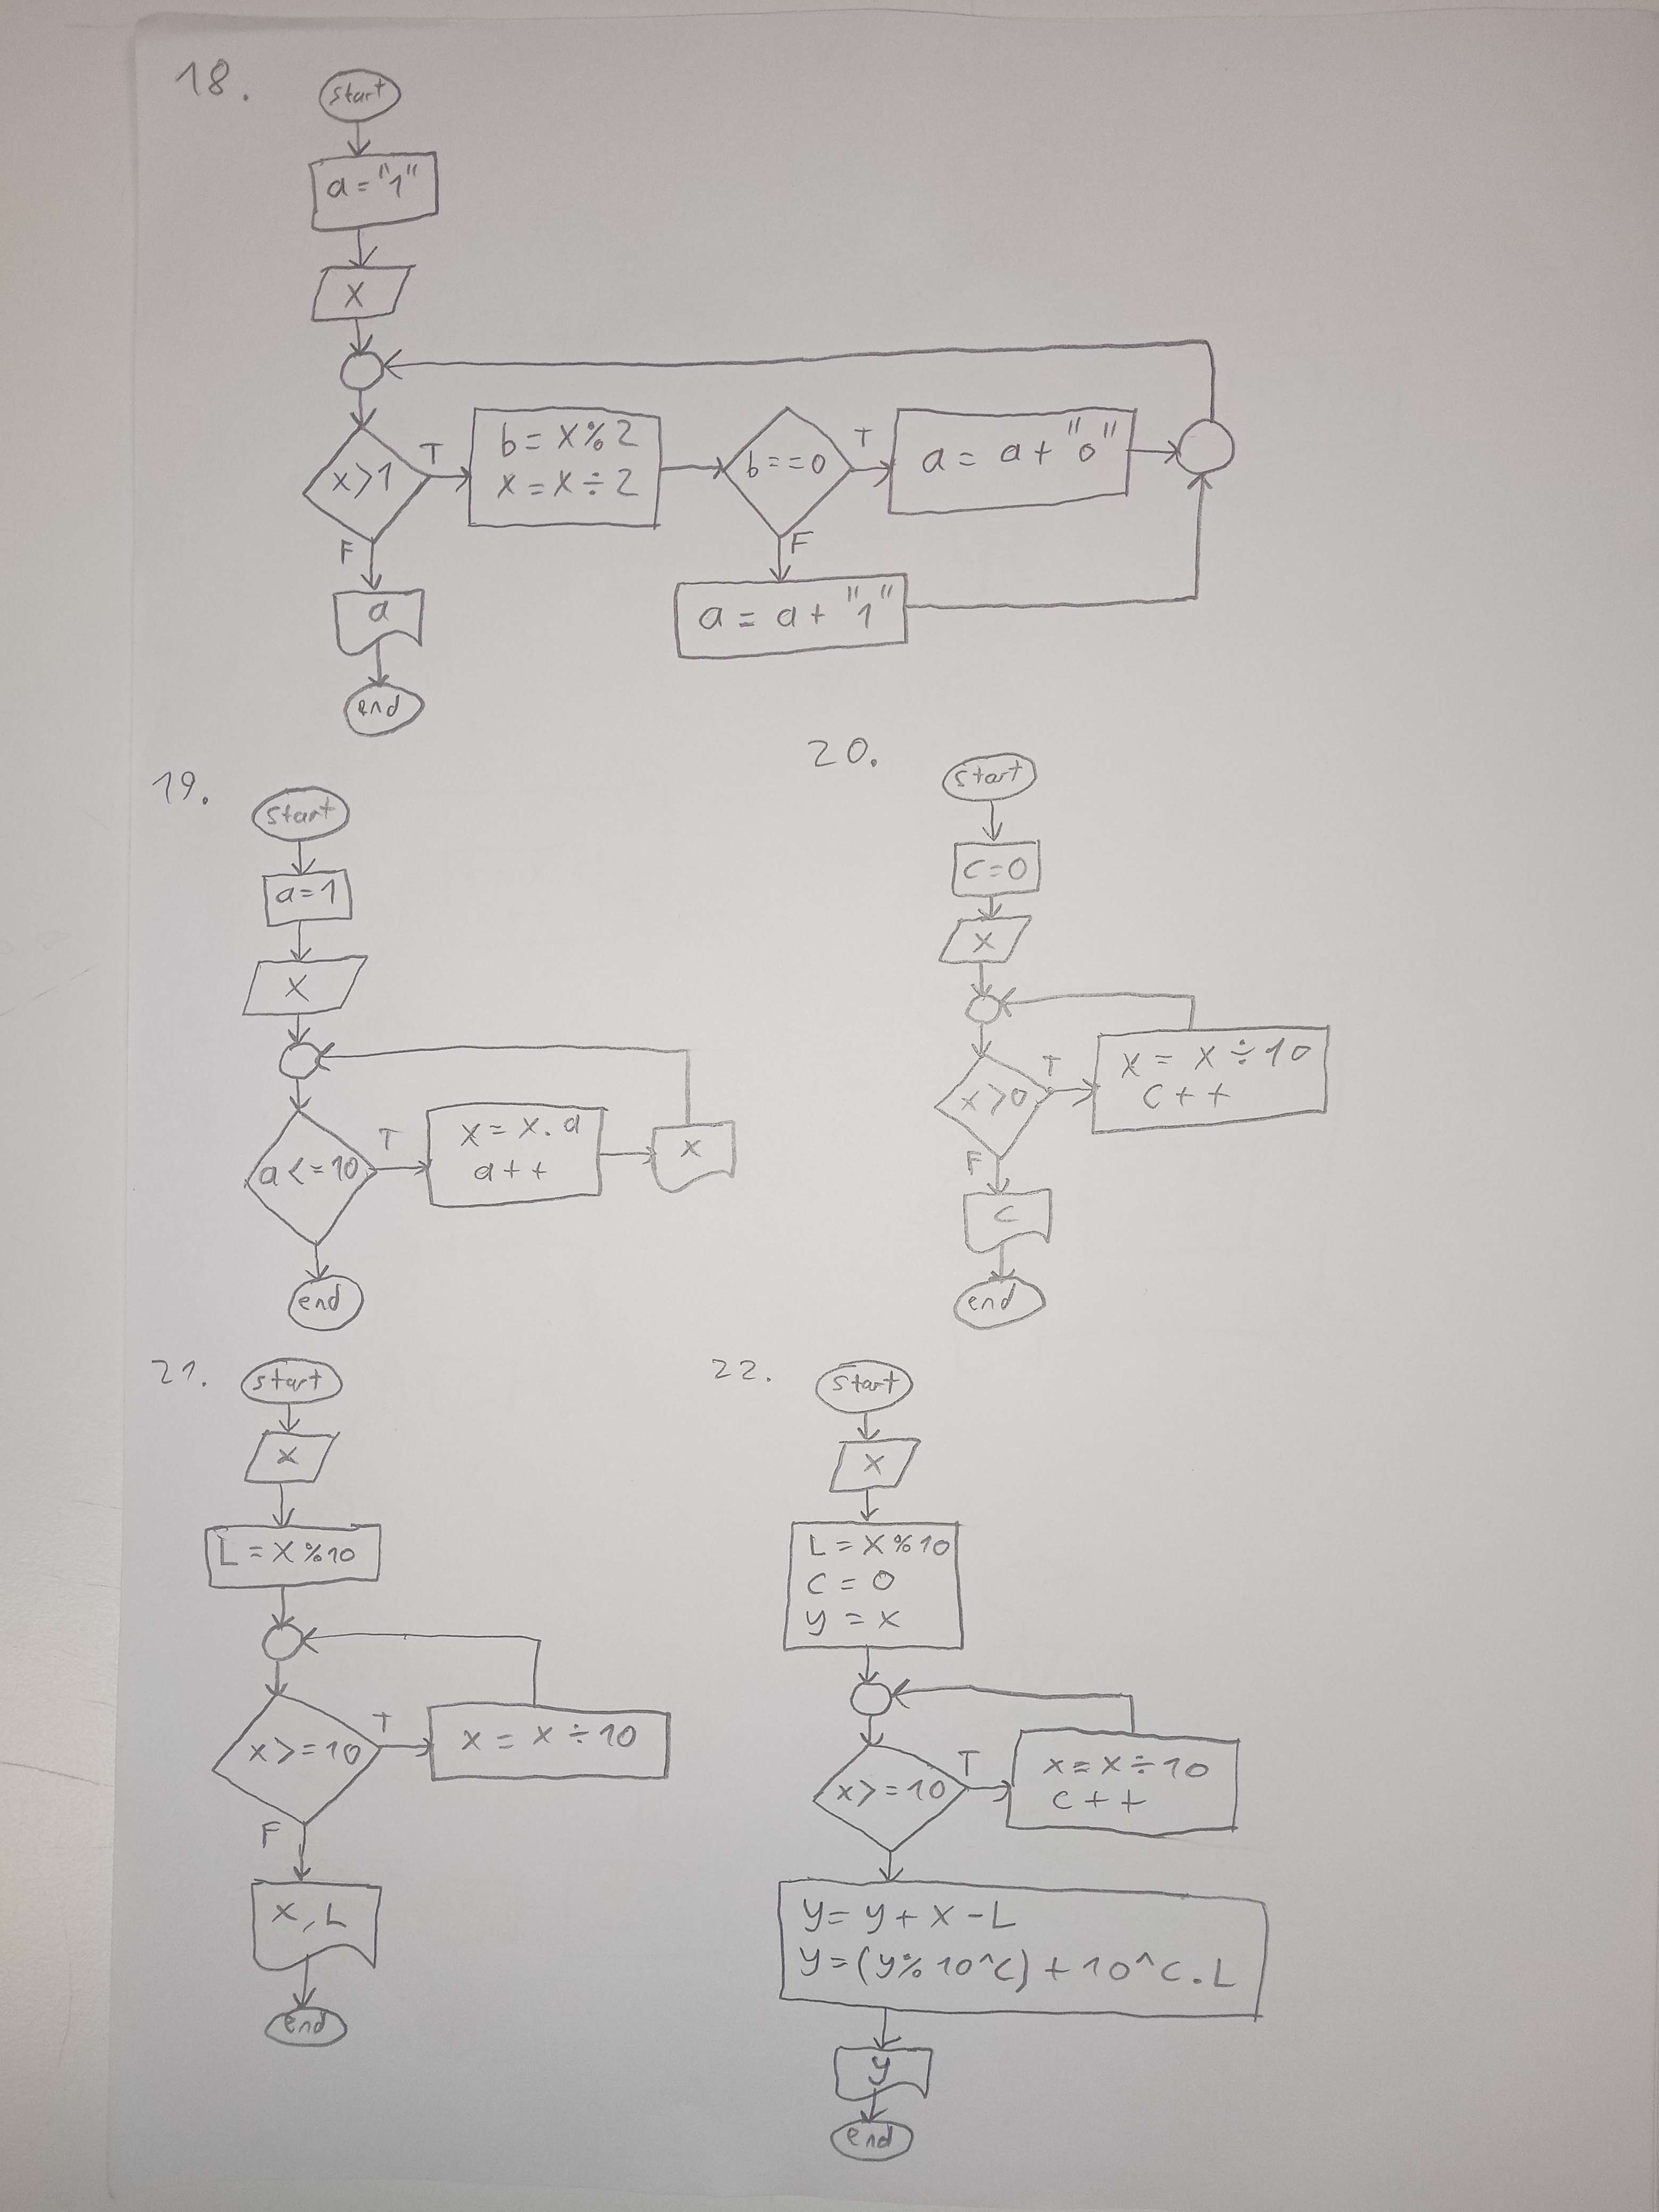 18.
start
a="1"
x
x>1
T
b=x%2
x=x÷2
b==0
T
a=a+"0"
F
F
a
a=a+"1"
end
19.
start
a=1
x
a<=10
T
x=x.a
a++
x
end
20.
start
c=0
x
x>0
T
x=x÷10
c++
F
c
end
21.
start
x
L=x%10
x>=10
T
x=x÷10
F
x,L
end
22.
start
x
L=x%10
c=0
y=x
x>=10
T
x=x÷10
c++
y=y+x-L
y=(y%10^c)+10^c.L
y
end